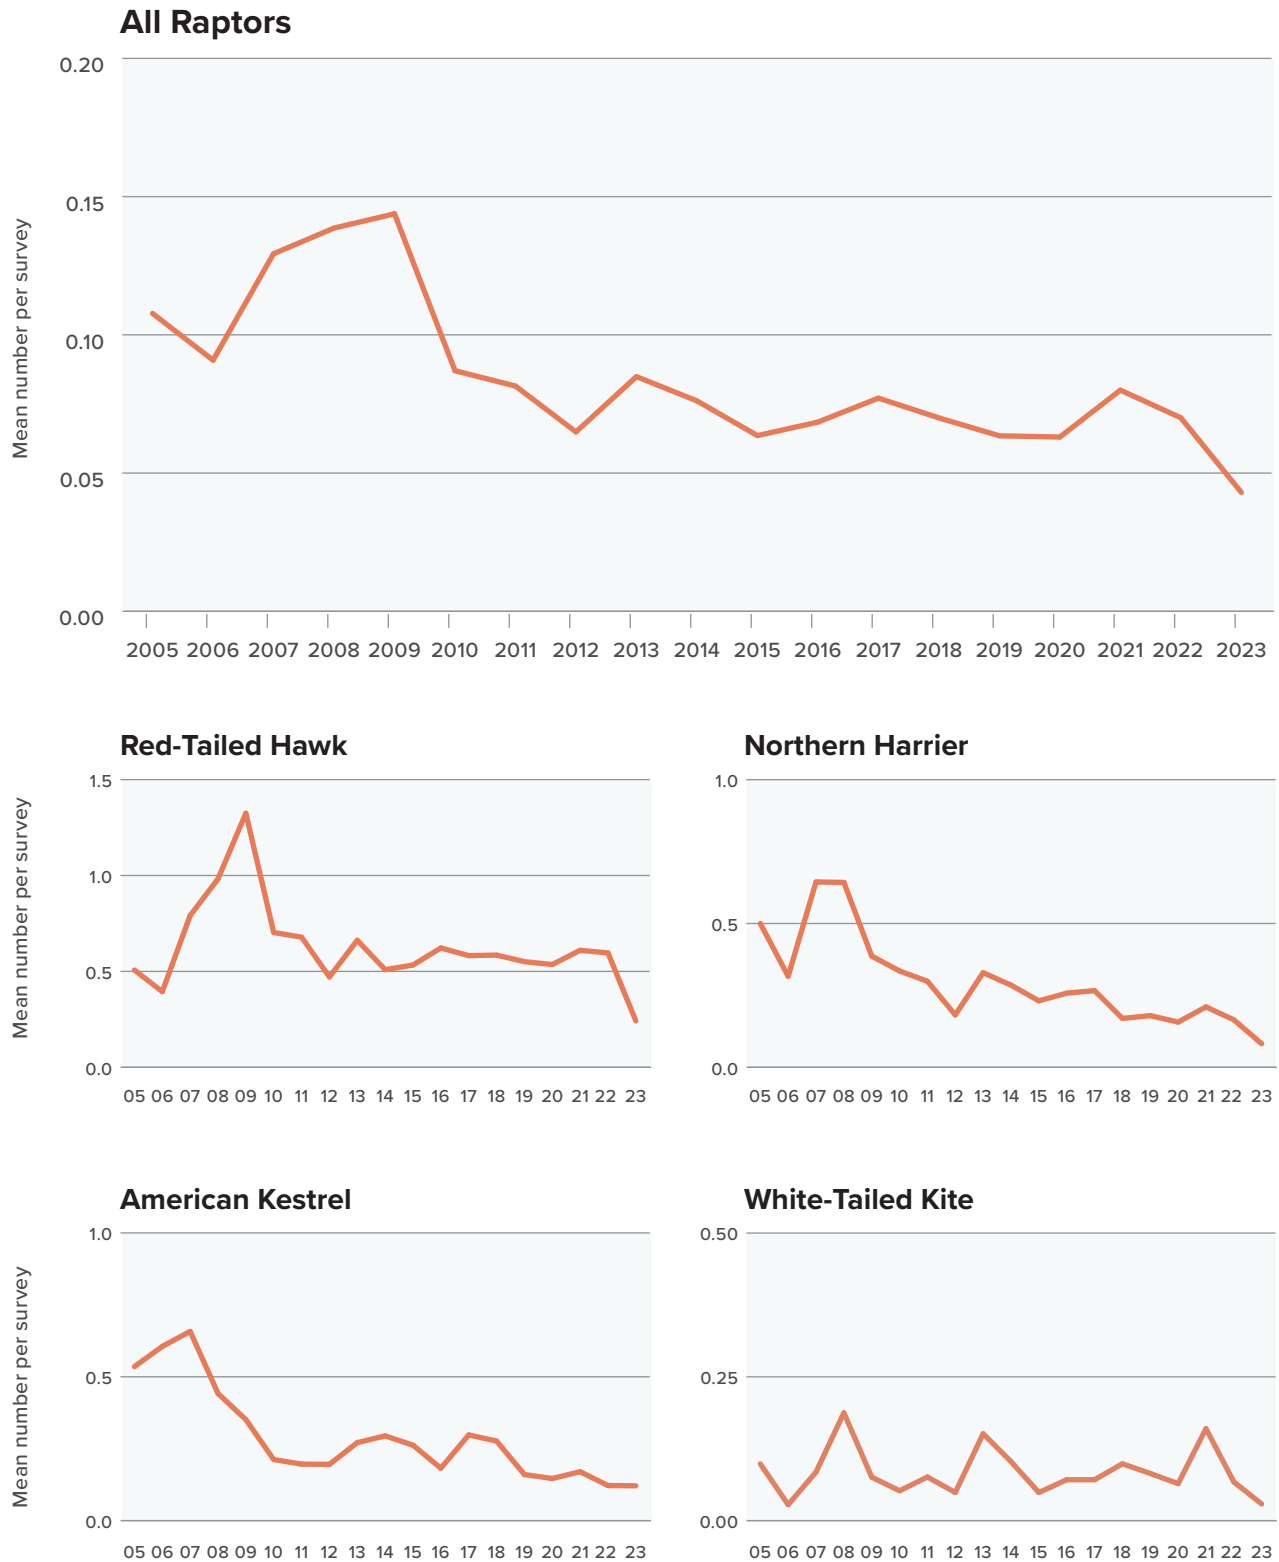 All Raptors
Mean number per survey
0.20
0.15
0.10
0.05
0.00
2005 2006 2007 2008 2009 2010 2011 2012 2013 2014 2015 2016 2017 2018 2019 2020 2021 2022 2023
Red-Tailed Hawk
Mean number per survey
1.5
1.0
0.5
0.0
05 06 07 08 09 10 11 12 13 14 15 16 17 18 19 20 21 22 23
Northern Harrier
1.0
0.5
0.0
05 06 07 08 09 10 11 12 13 14 15 16 17 18 19 20 21 22 23
American Kestrel
Mean number per survey
1.0
0.5
0.0
05 06 07 08 09 10 11 12 13 14 15 16 17 18 19 20 21 22 23
White-Tailed Kite
0.50
0.25
0.00
05 06 07 08 09 10 11 12 13 14 15 16 17 18 19 20 21 22 23